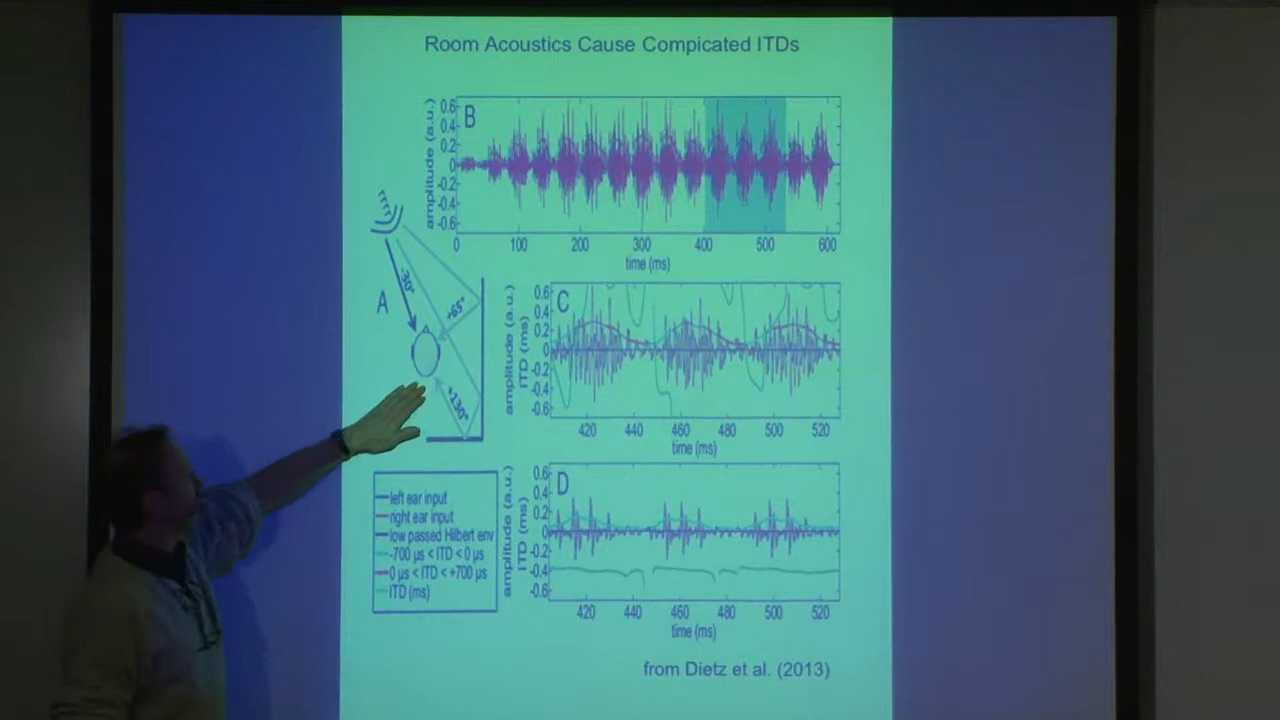 Room Acoustics Cause Compicated ITDs
B
amplitude (a.u.)
0.6
0.4
0.2
0
-0.2
-0.4
-0.6
0 100 200 300 400 500 600
time (ms)
A
-30°
-65°
+130°
C
amplitude (a.u.)
ITD (ms)
0.6
0.4
0.2
0
-0.2
-0.4
-0.6
420 440 460 480 500 520
time (ms)
left ear input
right ear input
low passed Hilbert env
-700 µs < ITD < 0 µs
0 µs < ITD < +700 µs
ITD (ms)
D
amplitude (a.u.)
ITD (ms)
0.6
0.4
0.2
0
-0.2
-0.4
-0.6
420 440 460 480 500 520
time (ms)
from Dietz et al. (2013)